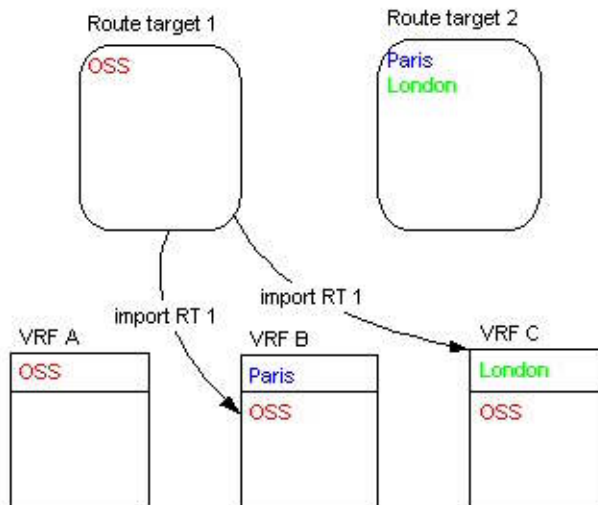 Route target 1
Route target 2
OSS
Paris
London
import RT 1
import RT 1
VRF A
VRF B
VRF C
OSS
Paris
London
OSS
OSS